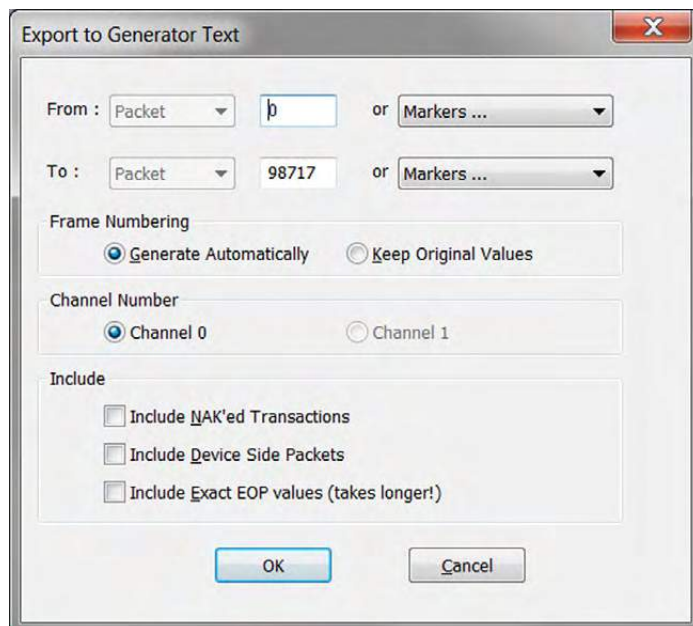 Export to Generator Text
From : Packet 0 or Markers ...
To : Packet 98717 or Markers ...
Frame Numbering
Generate Automatically Keep Original Values
Channel Number
Channel 0 Channel 1
Include
Include NAK'ed Transactions
Include Device Side Packets
Include Exact EOP values (takes longer!)
OK Cancel